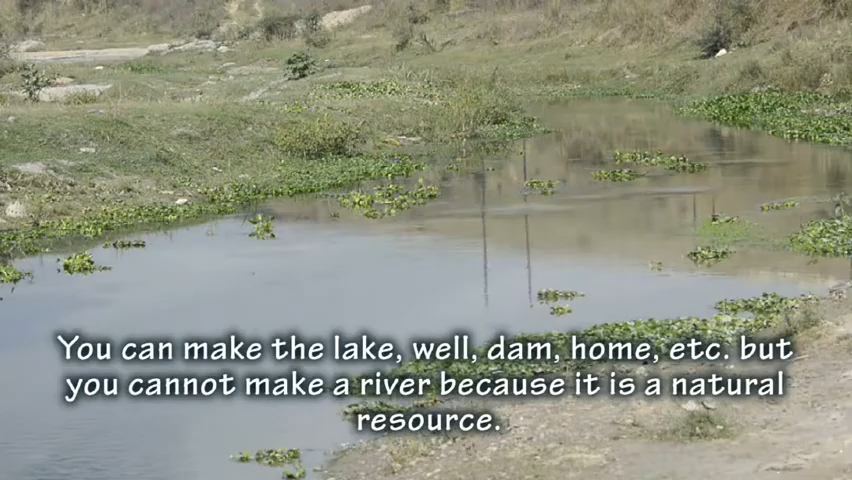 You can make the lake, well, dam, home, etc. but
you cannot make a river because it is a natural
resource.